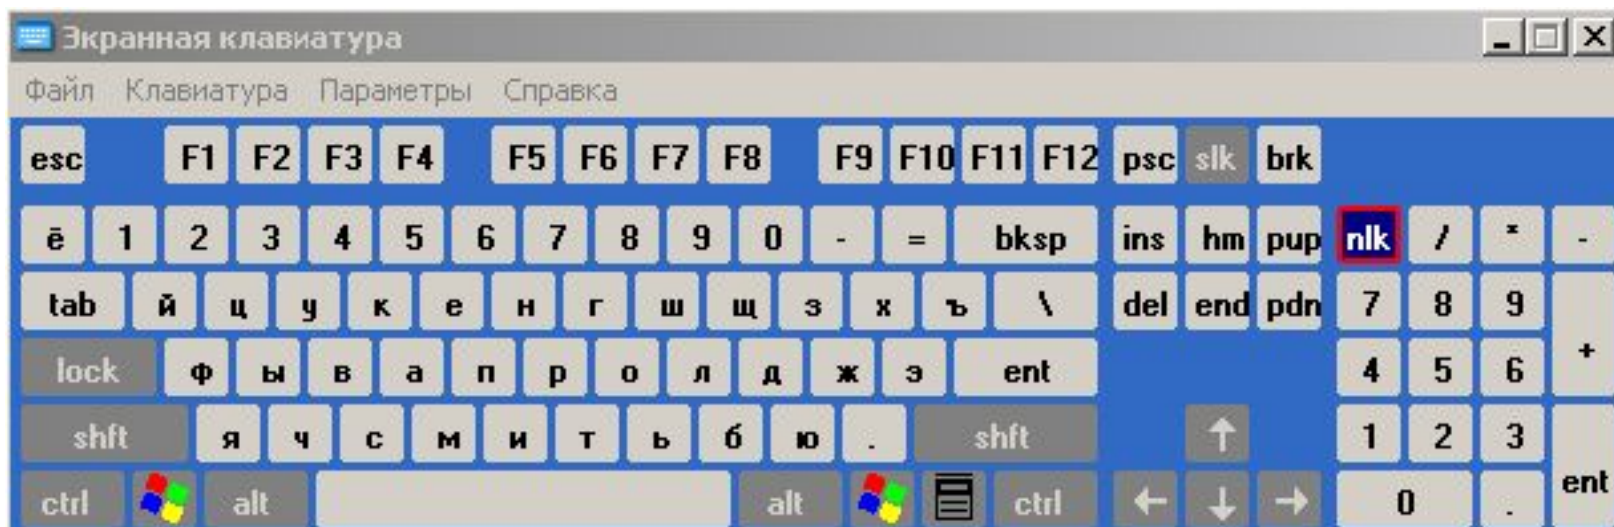 Экранная клавиатура
Файл Клавиатура Параметры Справка
esc F1 F2 F3 F4 F5 F6 F7 F8 F9 F10 F11 F12 psc slk brk
ё 1 2 3 4 5 6 7 8 9 0 - = bksp ins hm pup nlk / * -
tab й ц у к е н г ш щ з х ъ \ del end pdn 7 8 9
lock ф ы в а п р о л д ж э ent 4 5 6 +
shft я ч с м и т ь б ю . shft ↑ 1 2 3
ctrl alt alt ctrl ← ↓ → 0 . ent